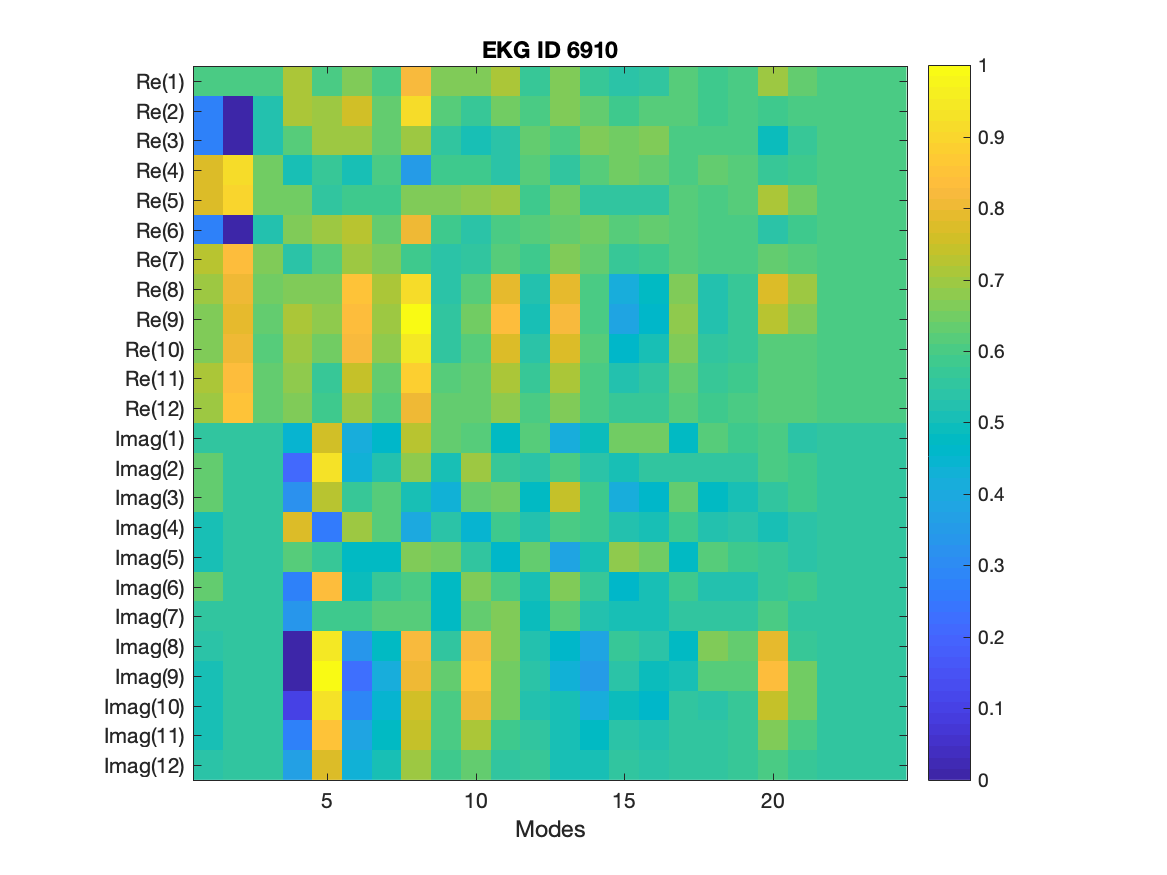 EKG ID 6910
Re(1)
Re(2)
Re(3)
Re(4)
Re(5)
Re(6)
Re(7)
Re(8)
Re(9)
Re(10)
Re(11)
Re(12)
Imag(1)
Imag(2)
Imag(3)
Imag(4)
Imag(5)
Imag(6)
Imag(7)
Imag(8)
Imag(9)
Imag(10)
Imag(11)
Imag(12)
5 10 15 20
Modes
1
0.9
0.8
0.7
0.6
0.5
0.4
0.3
0.2
0.1
0